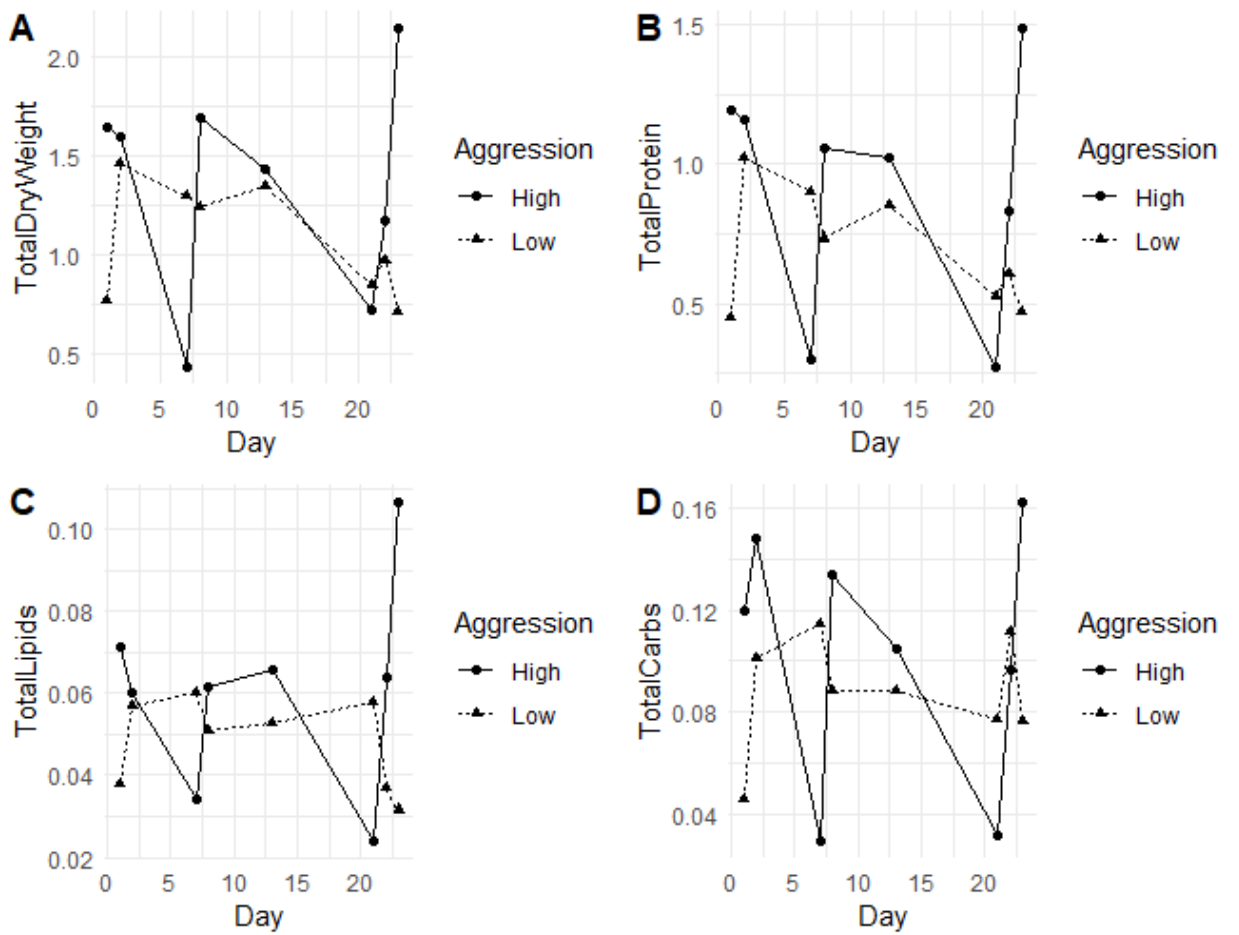 A
TotalDryWeight
2.0
1.5
1.0
0.5
0 5 10 15 20
Day
Aggression
High
Low
B
TotalProtein
1.5
1.0
0.5
0 5 10 15 20
Day
Aggression
High
Low
C
TotalLipids
0.10
0.08
0.06
0.04
0.02
0 5 10 15 20
Day
Aggression
High
Low
D
TotalCarbs
0.16
0.12
0.08
0.04
0 5 10 15 20
Day
Aggression
High
Low